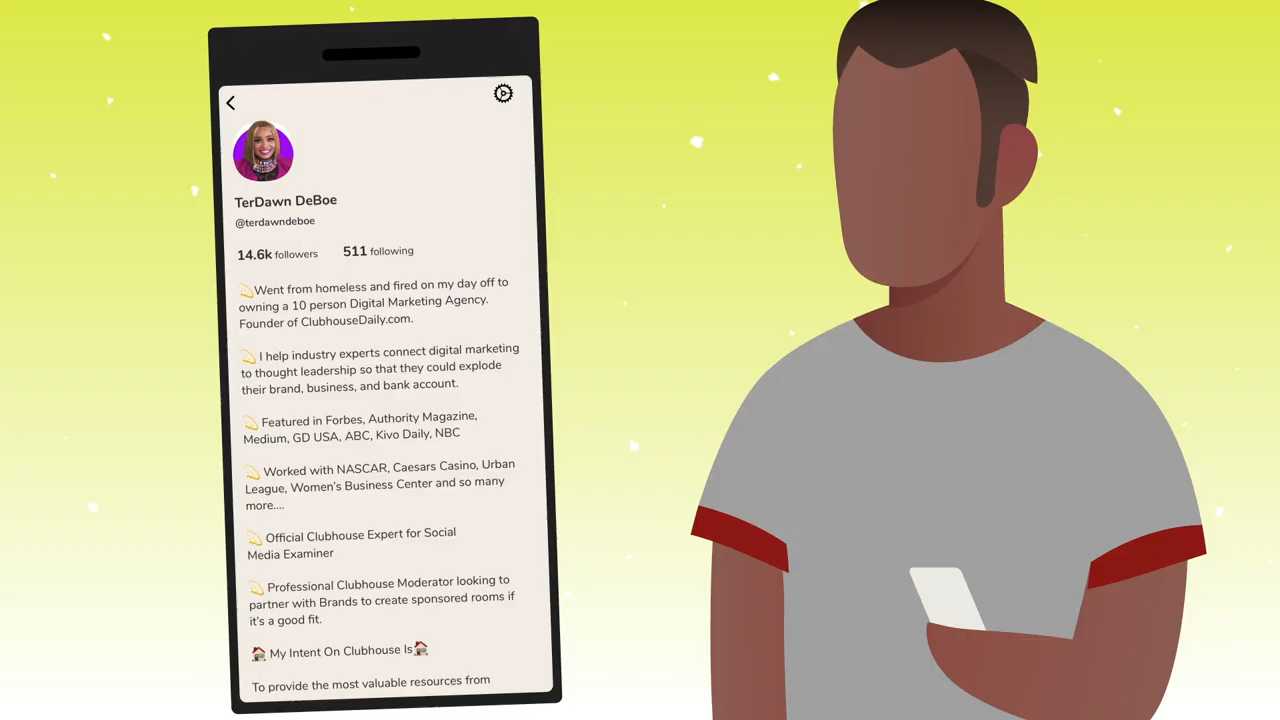 TerDawn DeBoe
@terdawndeboe
14.6k followers 511 following
💫Went from homeless and fired on my day off to
owning a 10 person Digital Marketing Agency.
Founder of ClubhouseDaily.com.
💫 I help industry experts connect digital marketing
to thought leadership so that they could explode
their brand, business, and bank account.
💫 Featured in Forbes, Authority Magazine,
Medium, GD USA, ABC, Kivo Daily, NBC
💫 Worked with NASCAR, Caesars Casino, Urban
League, Women's Business Center and so many
more....
💫 Official Clubhouse Expert for Social
Media Examiner
💫 Professional Clubhouse Moderator looking to
partner with Brands to create sponsored rooms if
it's a good fit.
🏠 My Intent On Clubhouse Is🏠
To provide the most valuable resources from